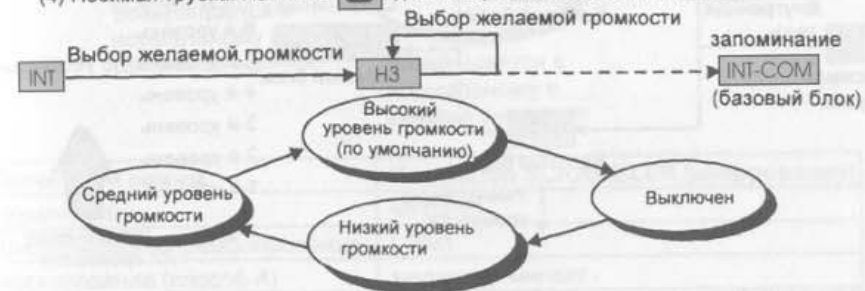 Выбор желаемой громкости
Выбор желаемой громкости
запоминание
INT
НЗ
INT-COM
(базовый блок)
Высокий
уровень громкости
(по умолчанию)
Средний уровень
громкости
Выключен
Низкий уровень
громкости